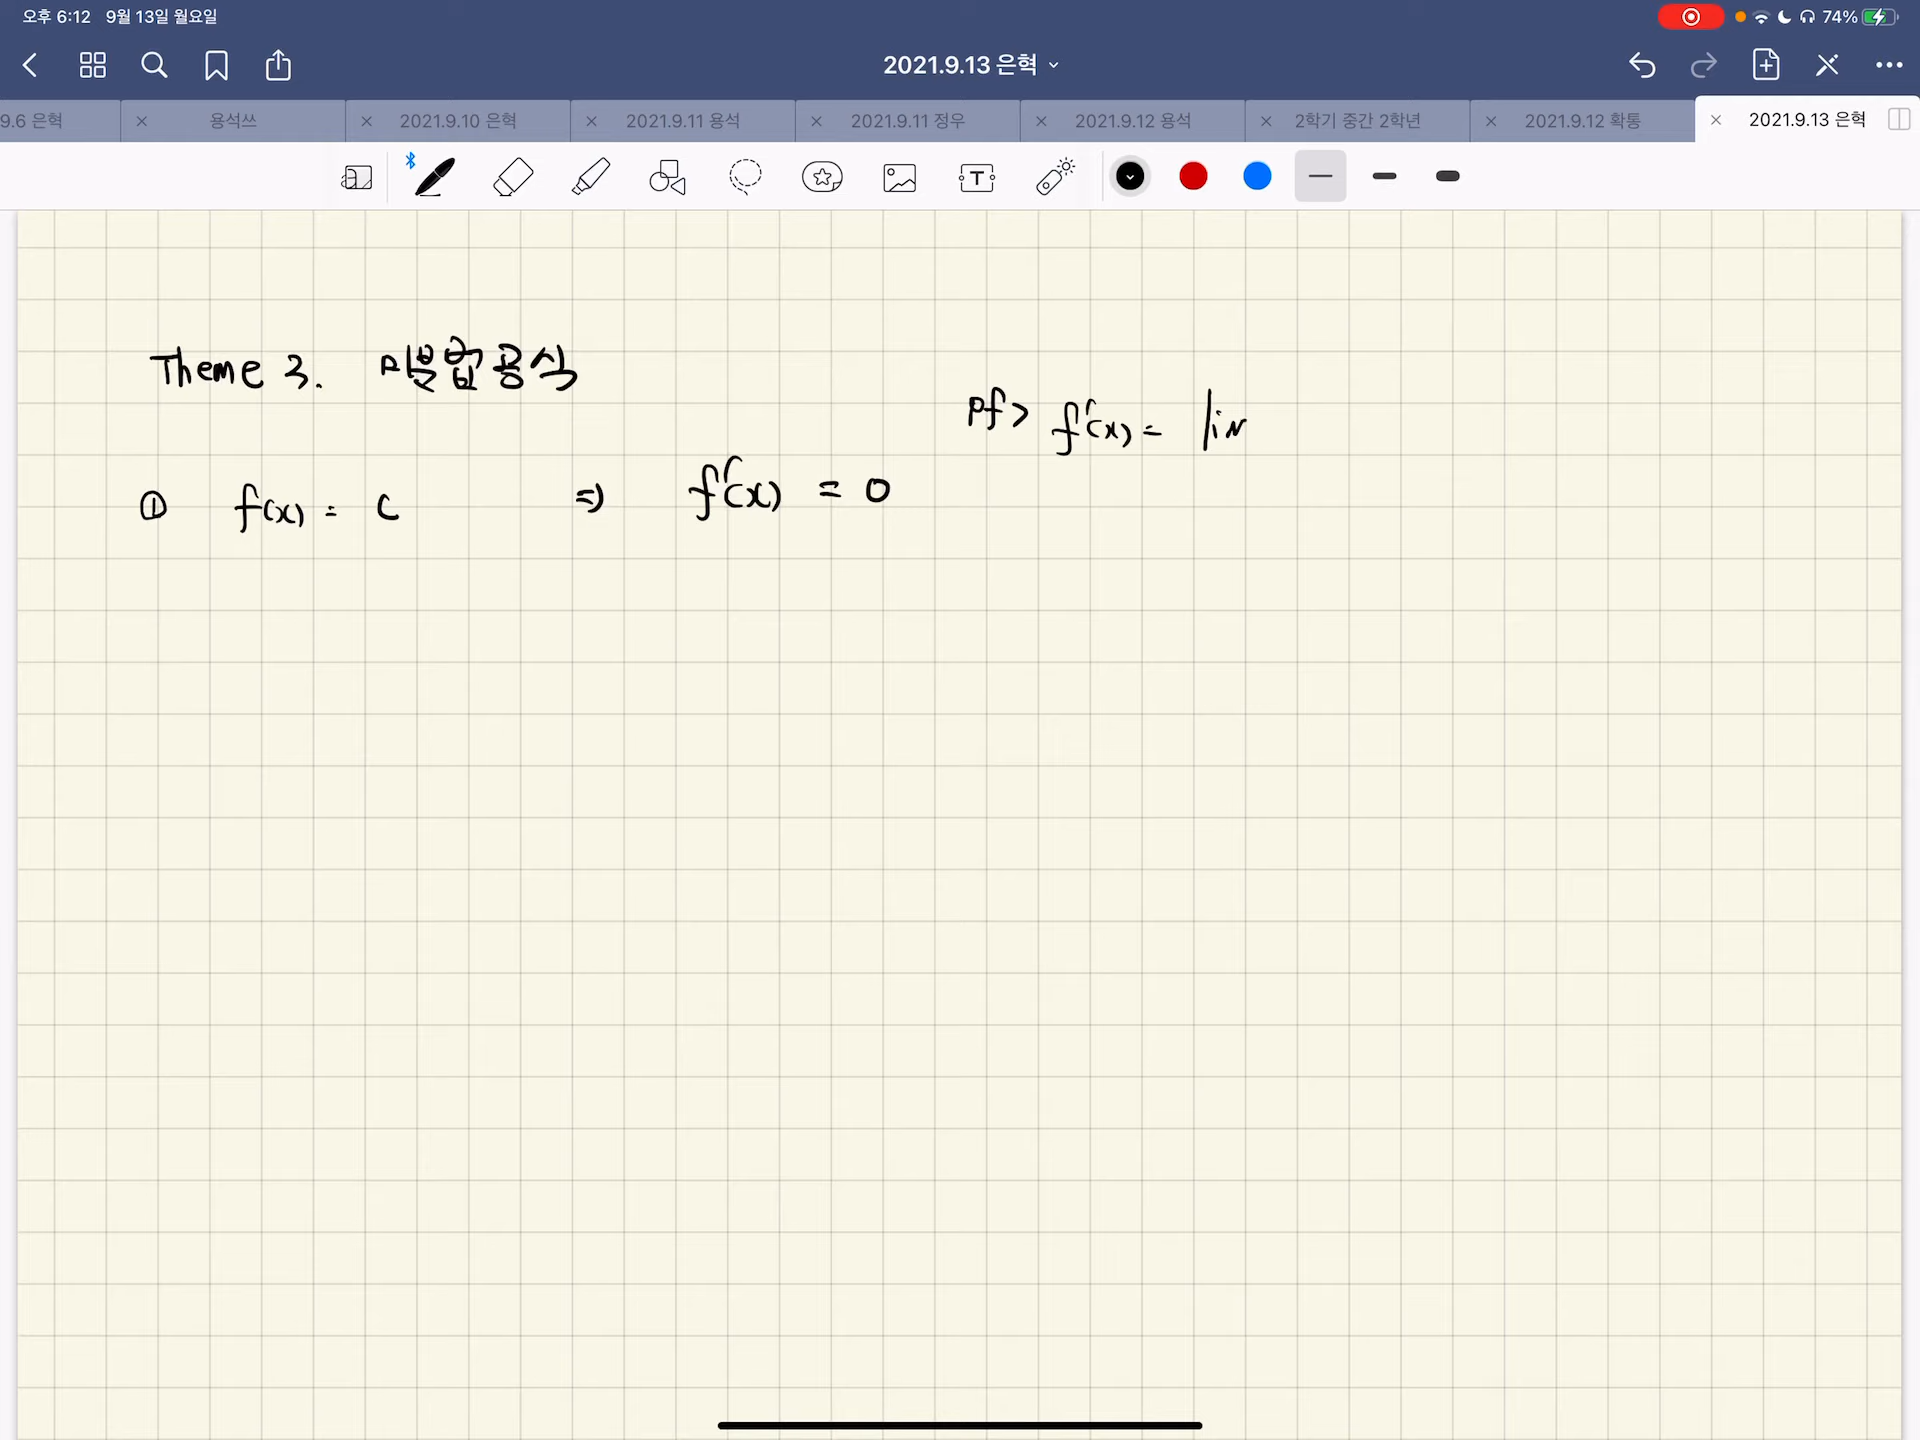 오후 6:12 9월 13일 월요일 74%
2021.9.13 은혁
9.6 은혁 용석쓰 2021.9.10 은혁 2021.9.11 용석 2021.9.11 정우 2021.9.12 용석 2학기 중간 2학년 2021.9.12 확통 2021.9.13 은혁
Theme 3. 미분법 공식
pf> f'(x) = lim
① f(x) = c ⇒ f'(x) = 0